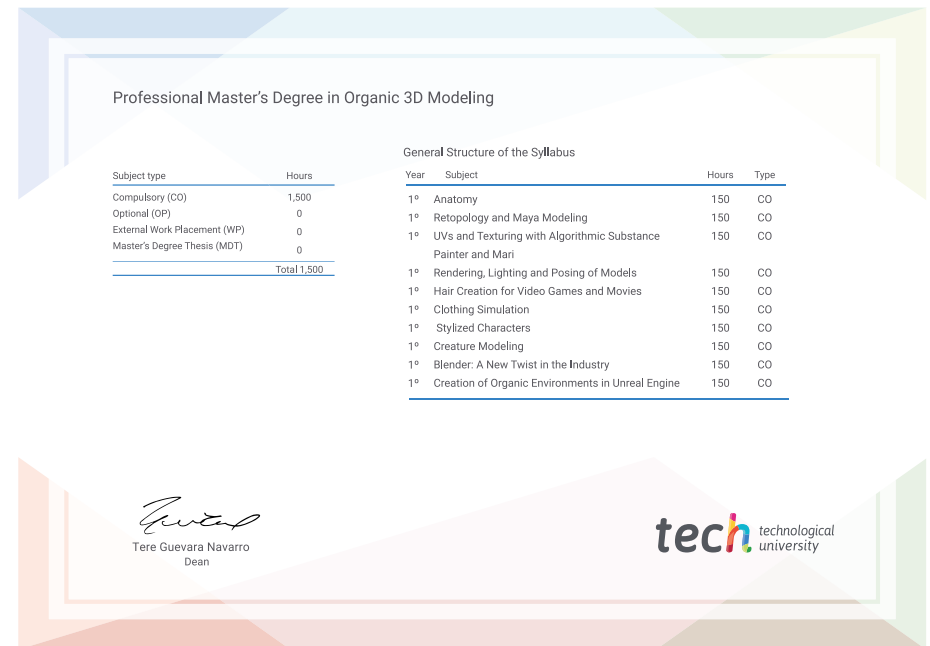 Professional Master's Degree in Organic 3D Modeling
Subject type Hours
Compulsory (CO) 1,500
Optional (OP) 0
External Work Placement (WP) 0
Master's Degree Thesis (MDT) 0
Total 1,500
General Structure of the Syllabus
Year Subject Hours Type
1º Anatomy 150 CO
1º Retopology and Maya Modeling 150 CO
1º UVs and Texturing with Algorithmic Substance 150 CO
Painter and Mari
1º Rendering, Lighting and Posing of Models 150 CO
1º Hair Creation for Video Games and Movies 150 CO
1º Clothing Simulation 150 CO
1º Stylized Characters 150 CO
1º Creature Modeling 150 CO
1º Blender: A New Twist in the Industry 150 CO
1º Creation of Organic Environments in Unreal Engine 150 CO
Tere Guevara Navarro
Dean
tech technological
university